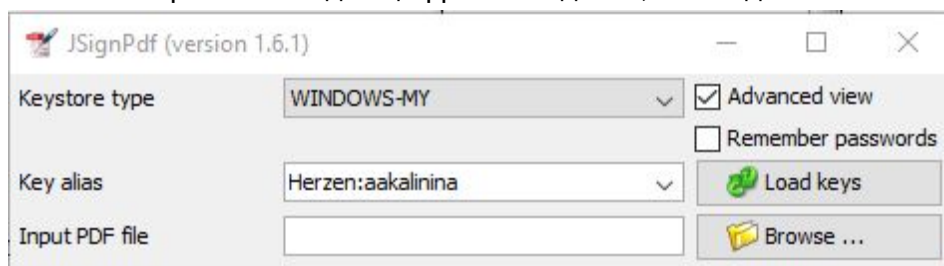 JSignPdf (version 1.6.1)
Keystore type WINDOWS-MY Advanced view
Remember passwords
Key alias Herzen:aakalinina Load keys
Input PDF file Browse ...